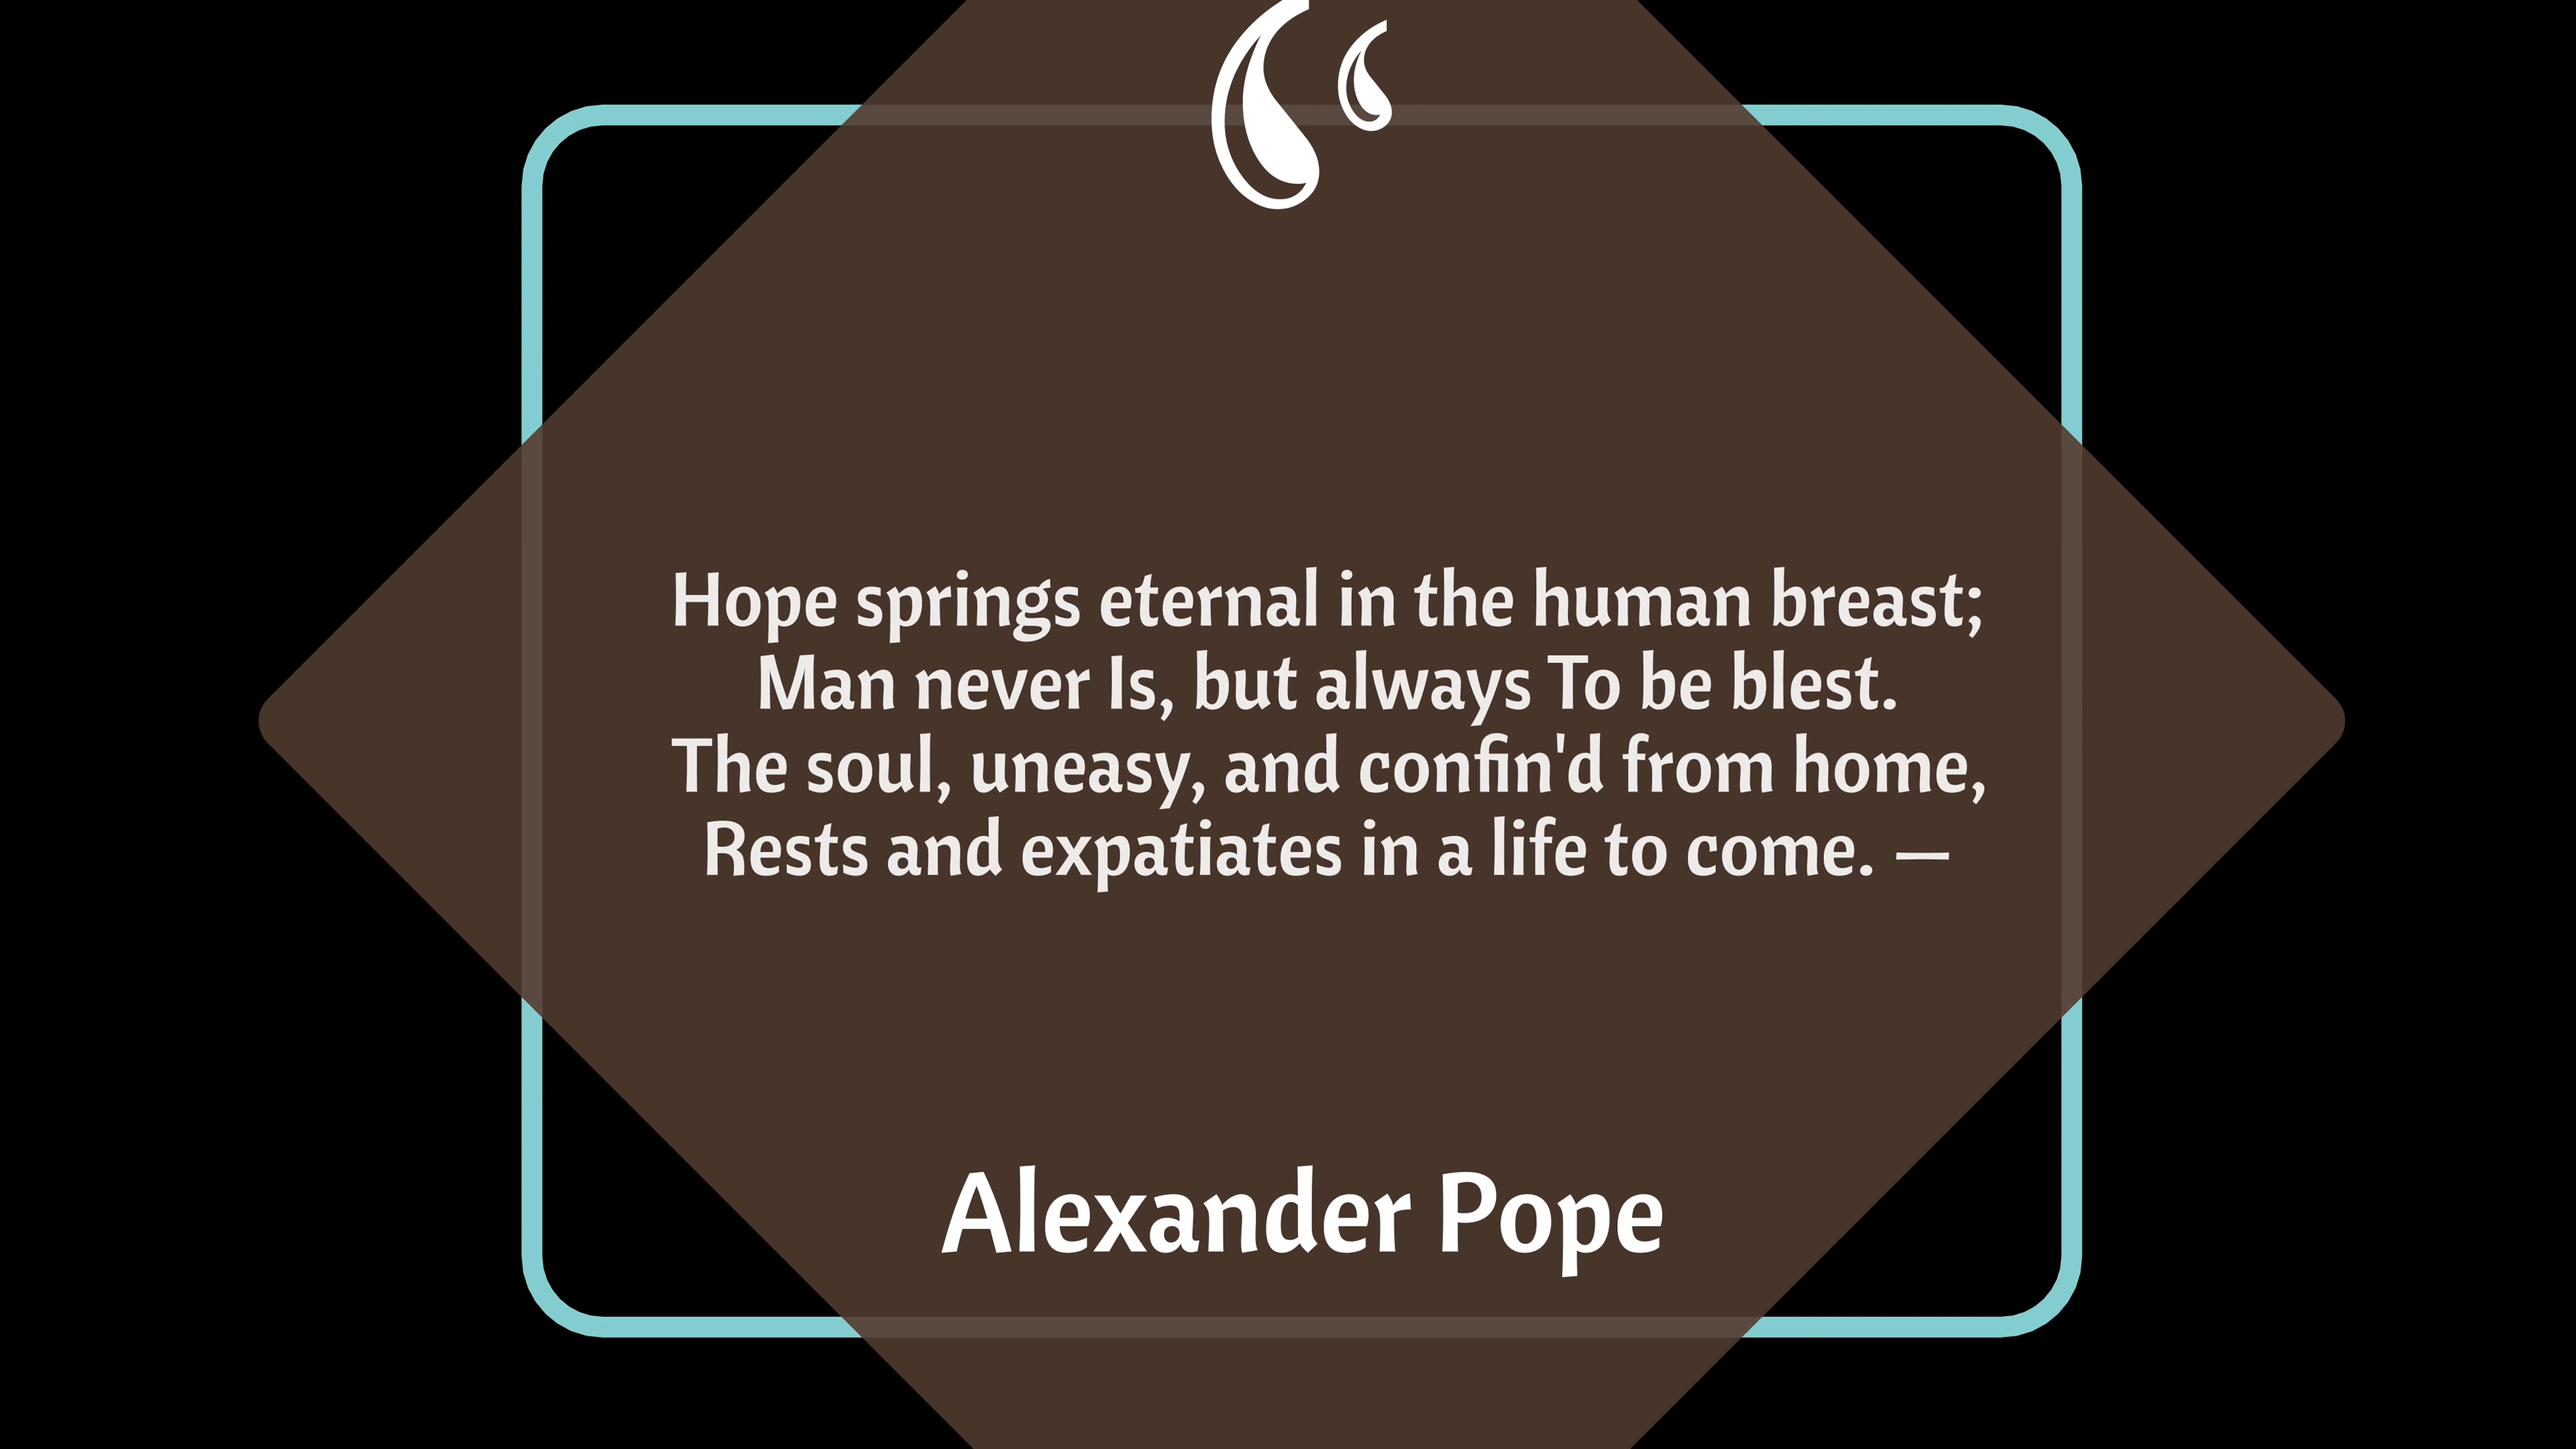 “
Hope springs eternal in the human breast;
Man never Is, but always To be blest.
The soul, uneasy, and confin'd from home,
Rests and expatiates in a life to come. —
Alexander Pope